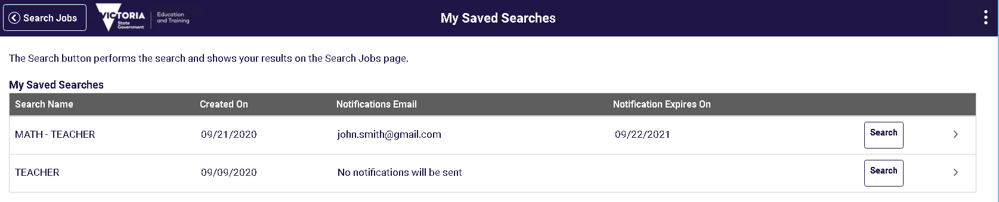 Search Jobs
VICTORIA
State
Government
Education
and Training
My Saved Searches
The Search button performs the search and shows your results on the Search Jobs page.
My Saved Searches
Search Name Created On Notifications Email Notification Expires On
MATH - TEACHER 09/21/2020 john.smith@gmail.com 09/22/2021 Search
TEACHER 09/09/2020 No notifications will be sent Search